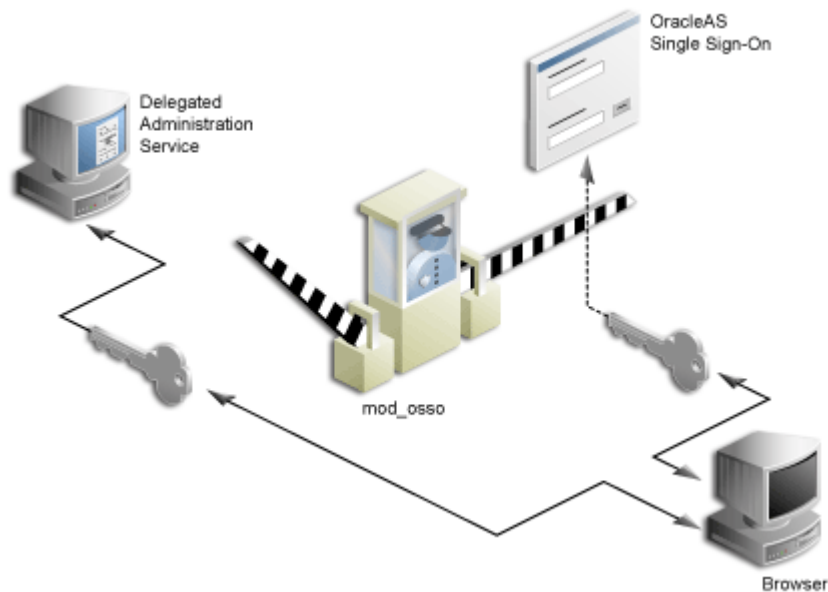 OracleAS
Single Sign-On
Delegated
Administration
Service
mod_osso
Browser